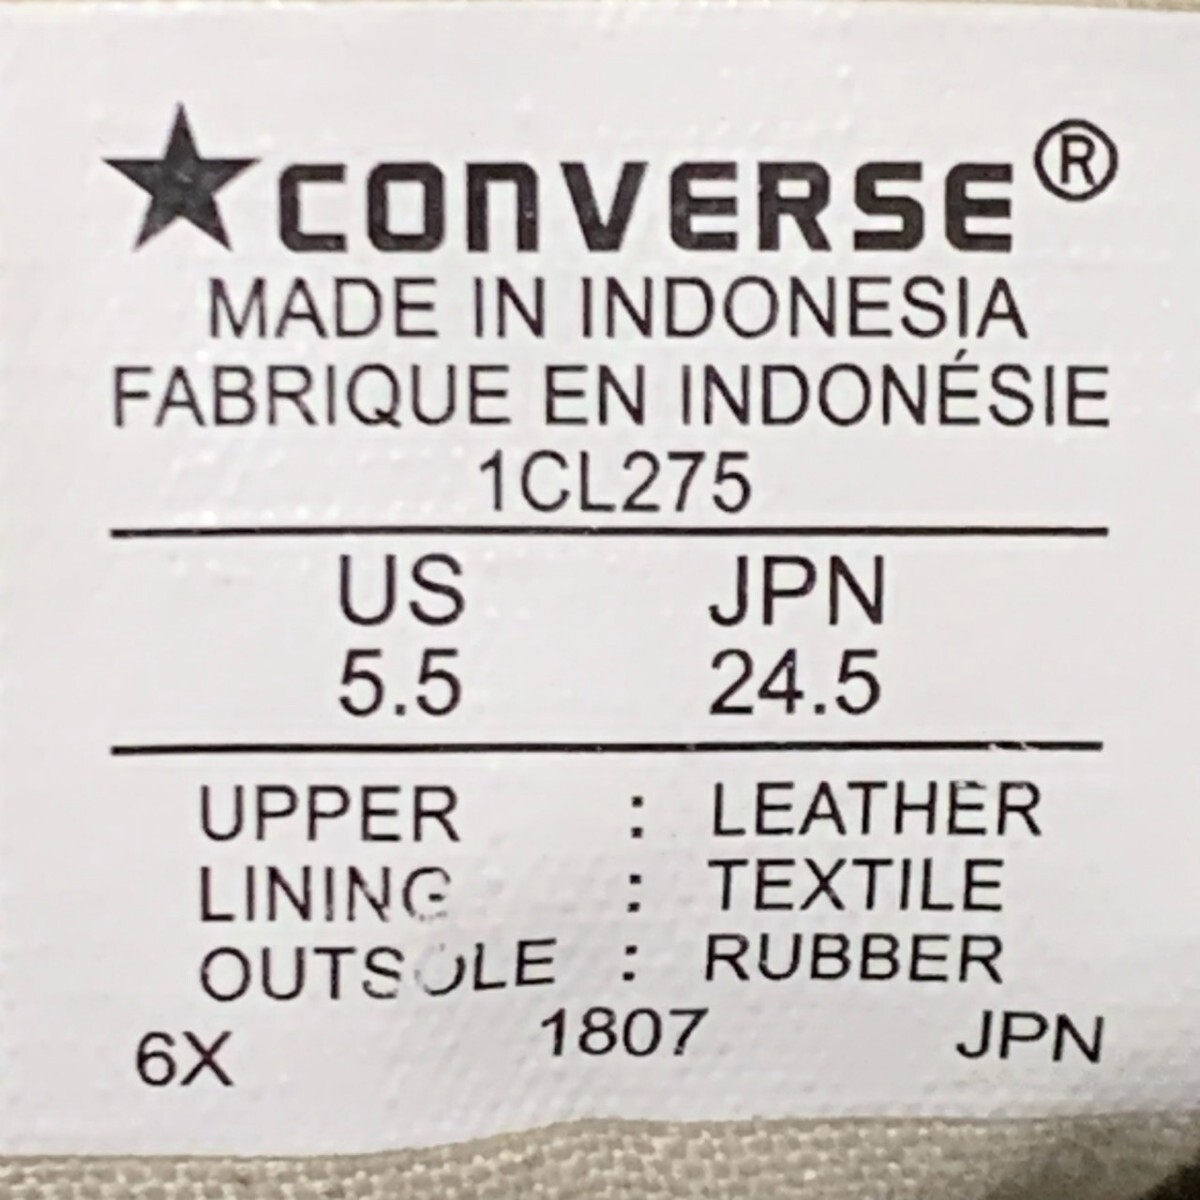 ★CONVERSE®
MADE IN INDONESIA
FABRIQUE EN INDONÉSIE
1CL275
US JPN
5.5 24.5
UPPER : LEATHER
LINING : TEXTILE
OUTSOLE : RUBBER
6X 1807 JPN